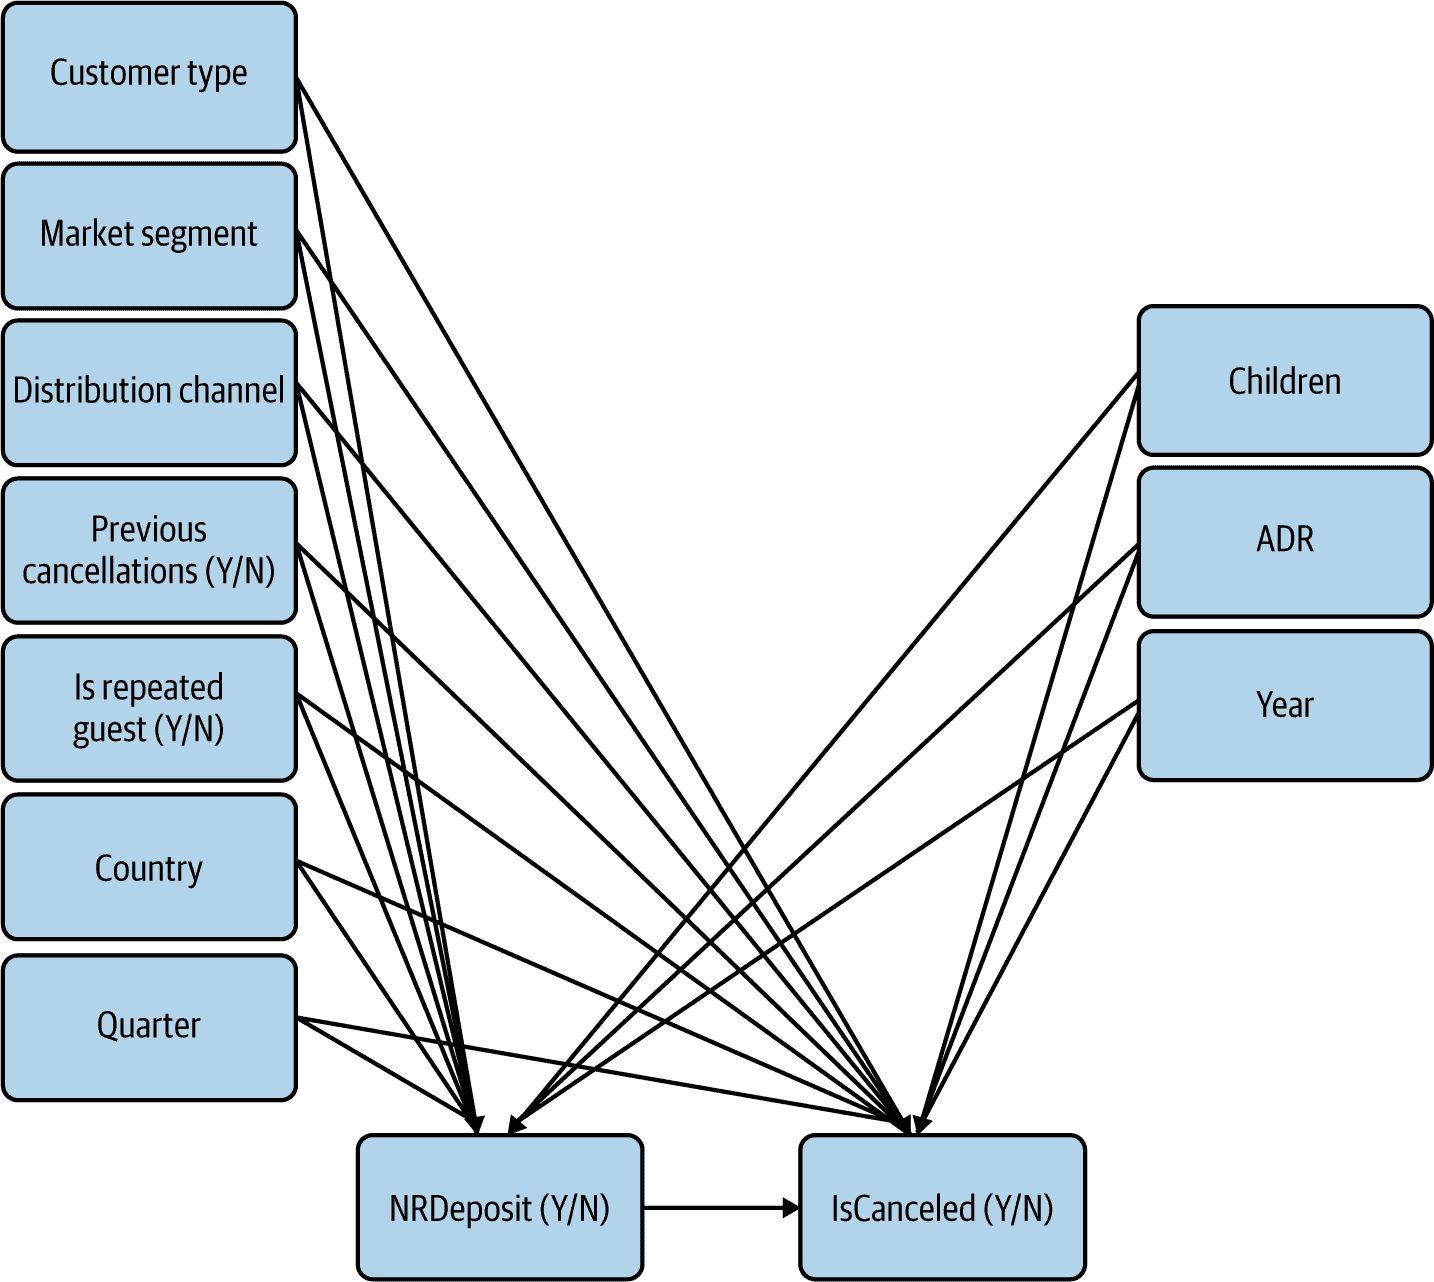 Customer type
Market segment
Distribution channel
Previous
cancellations (Y/N)
Is repeated
guest (Y/N)
Country
Quarter
Children
ADR
Year
NRDeposit (Y/N)
IsCanceled (Y/N)